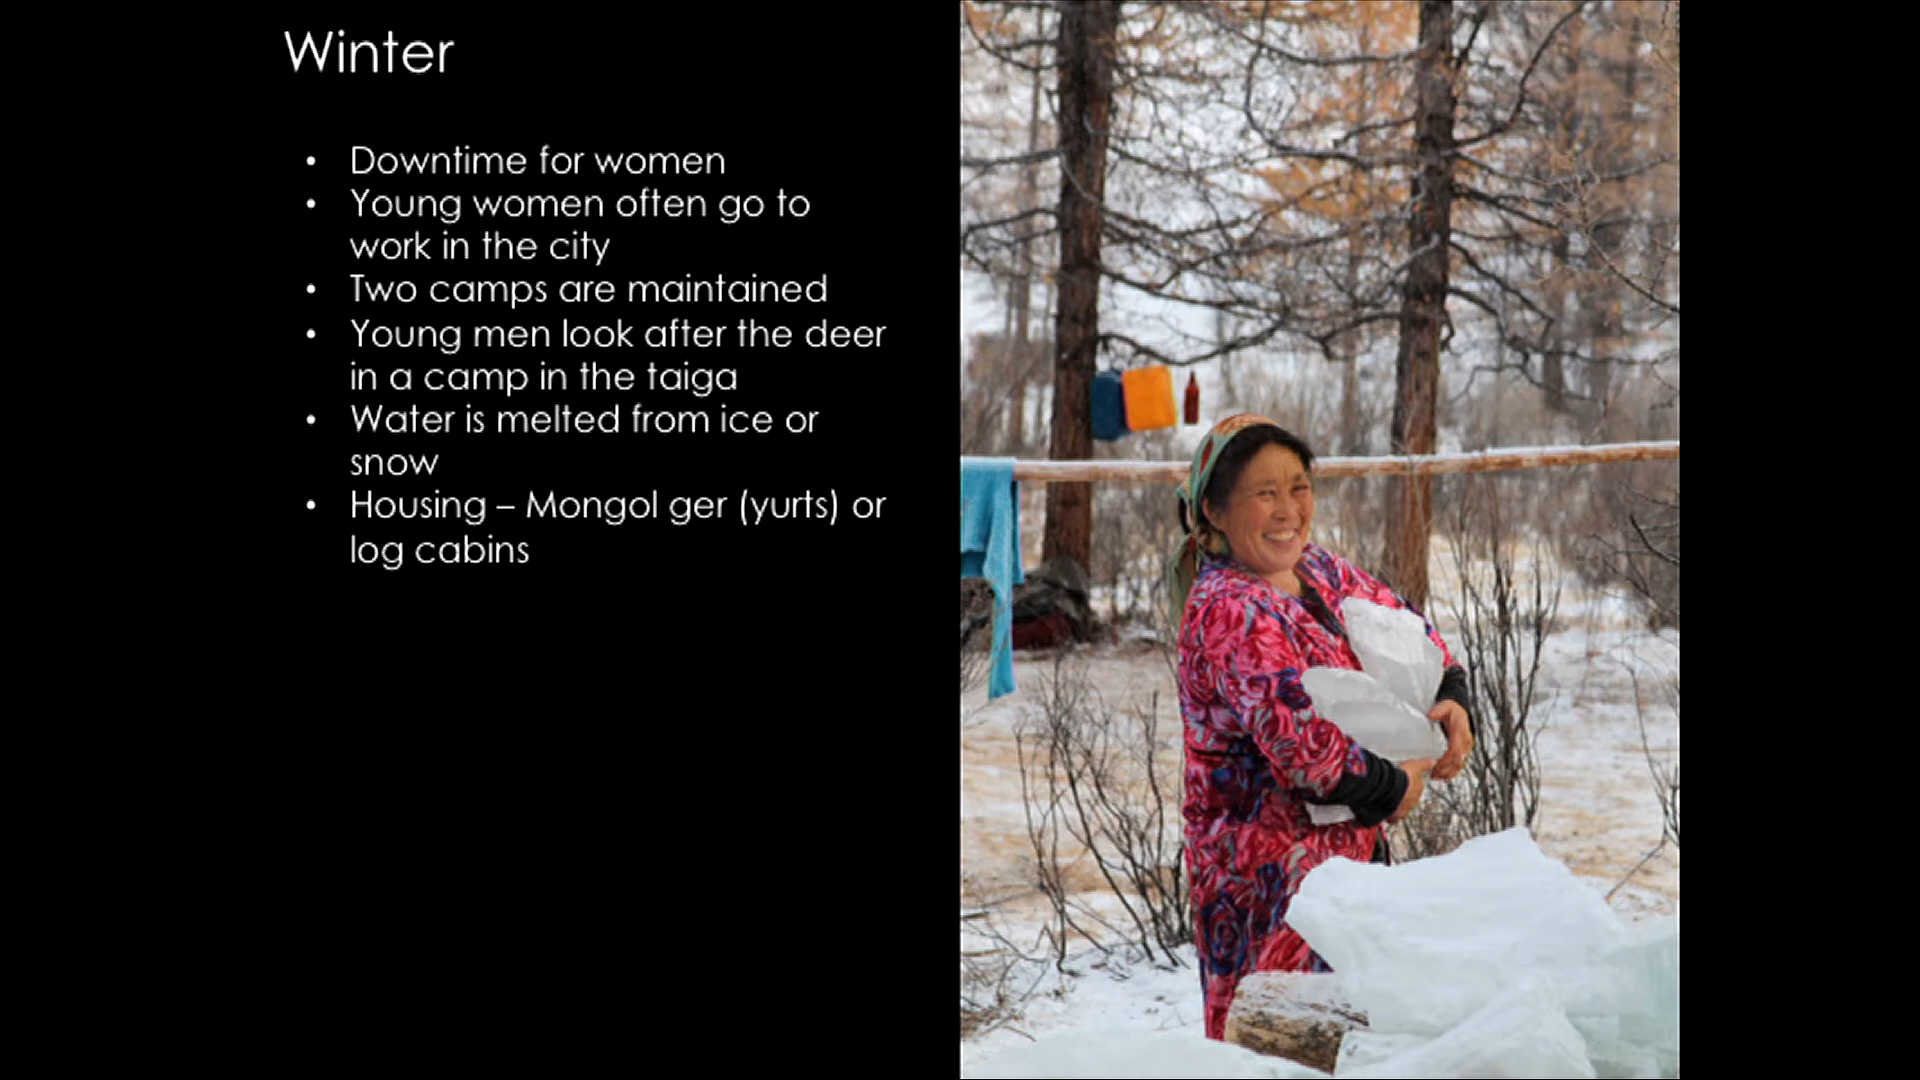 Winter
• Downtime for women
• Young women often go to
work in the city
• Two camps are maintained
• Young men look after the deer
in a camp in the taiga
• Water is melted from ice or
snow
• Housing – Mongol ger (yurts) or
log cabins